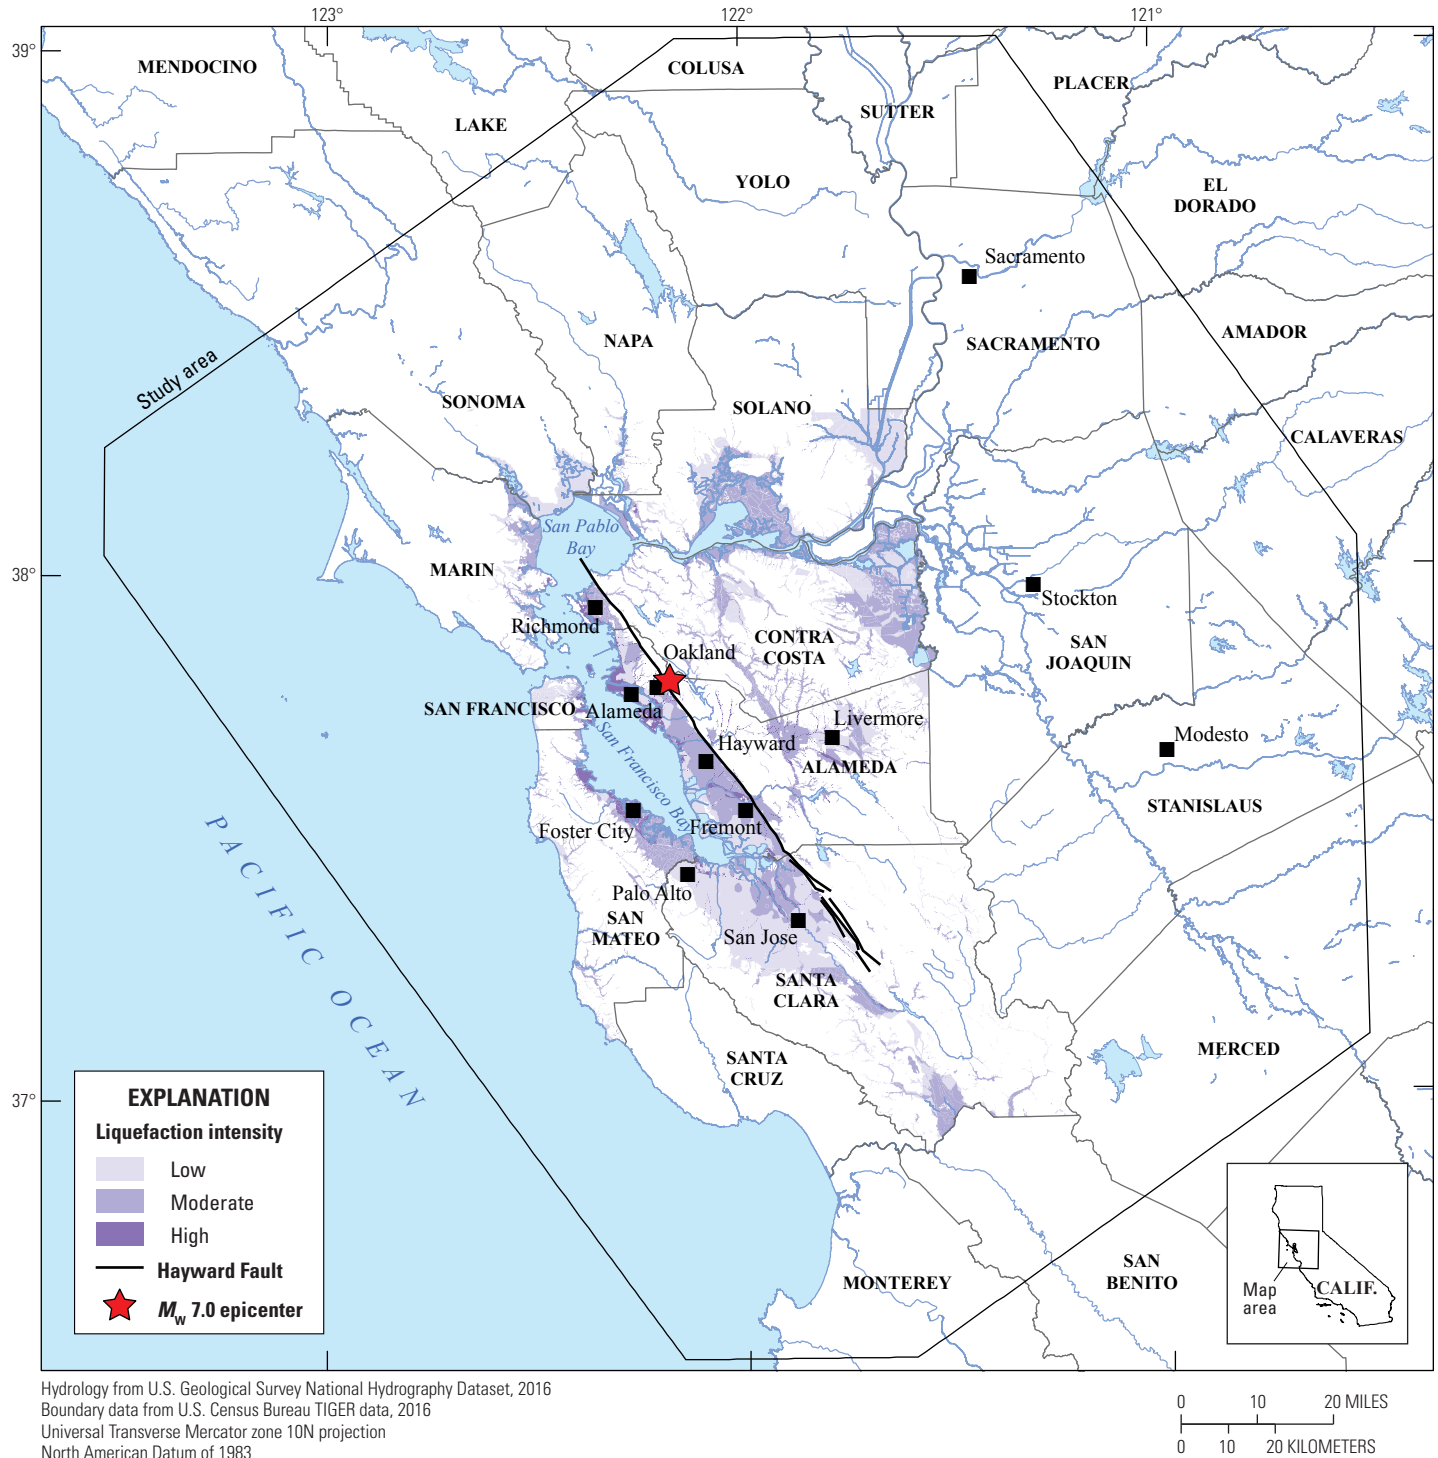 123°
122°
121°
39°
38°
37°
MENDOCINO
COLUSA
PLACER
LAKE
SUTTER
YOLO
EL
DORADO
Sacramento
NAPA
SACRAMENTO
AMADOR
Study area
SONOMA
SOLANO
CALAVERAS
San Pablo
Bay
MARIN
Stockton
Richmond
CONTRA
COSTA
SAN
JOAQUIN
Oakland
SAN FRANCISCO
Alameda
Livermore
Hayward
ALAMEDA
Modesto
San Francisco Bay
STANISLAUS
Foster City
Fremont
Palo Alto
SAN
MATEO
San Jose
SANTA
CLARA
PACIFIC OCEAN
SANTA
CRUZ
MERCED
MONTEREY
SAN
BENITO
EXPLANATION
Liquefaction intensity
Low
Moderate
High
Hayward Fault
Mw 7.0 epicenter
Map
area
CALIF.
Hydrology from U.S. Geological Survey National Hydrography Dataset, 2016
Boundary data from U.S. Census Bureau TIGER data, 2016
Universal Transverse Mercator zone 10N projection
North American Datum of 1983
0 10 20 MILES
0 10 20 KILOMETERS